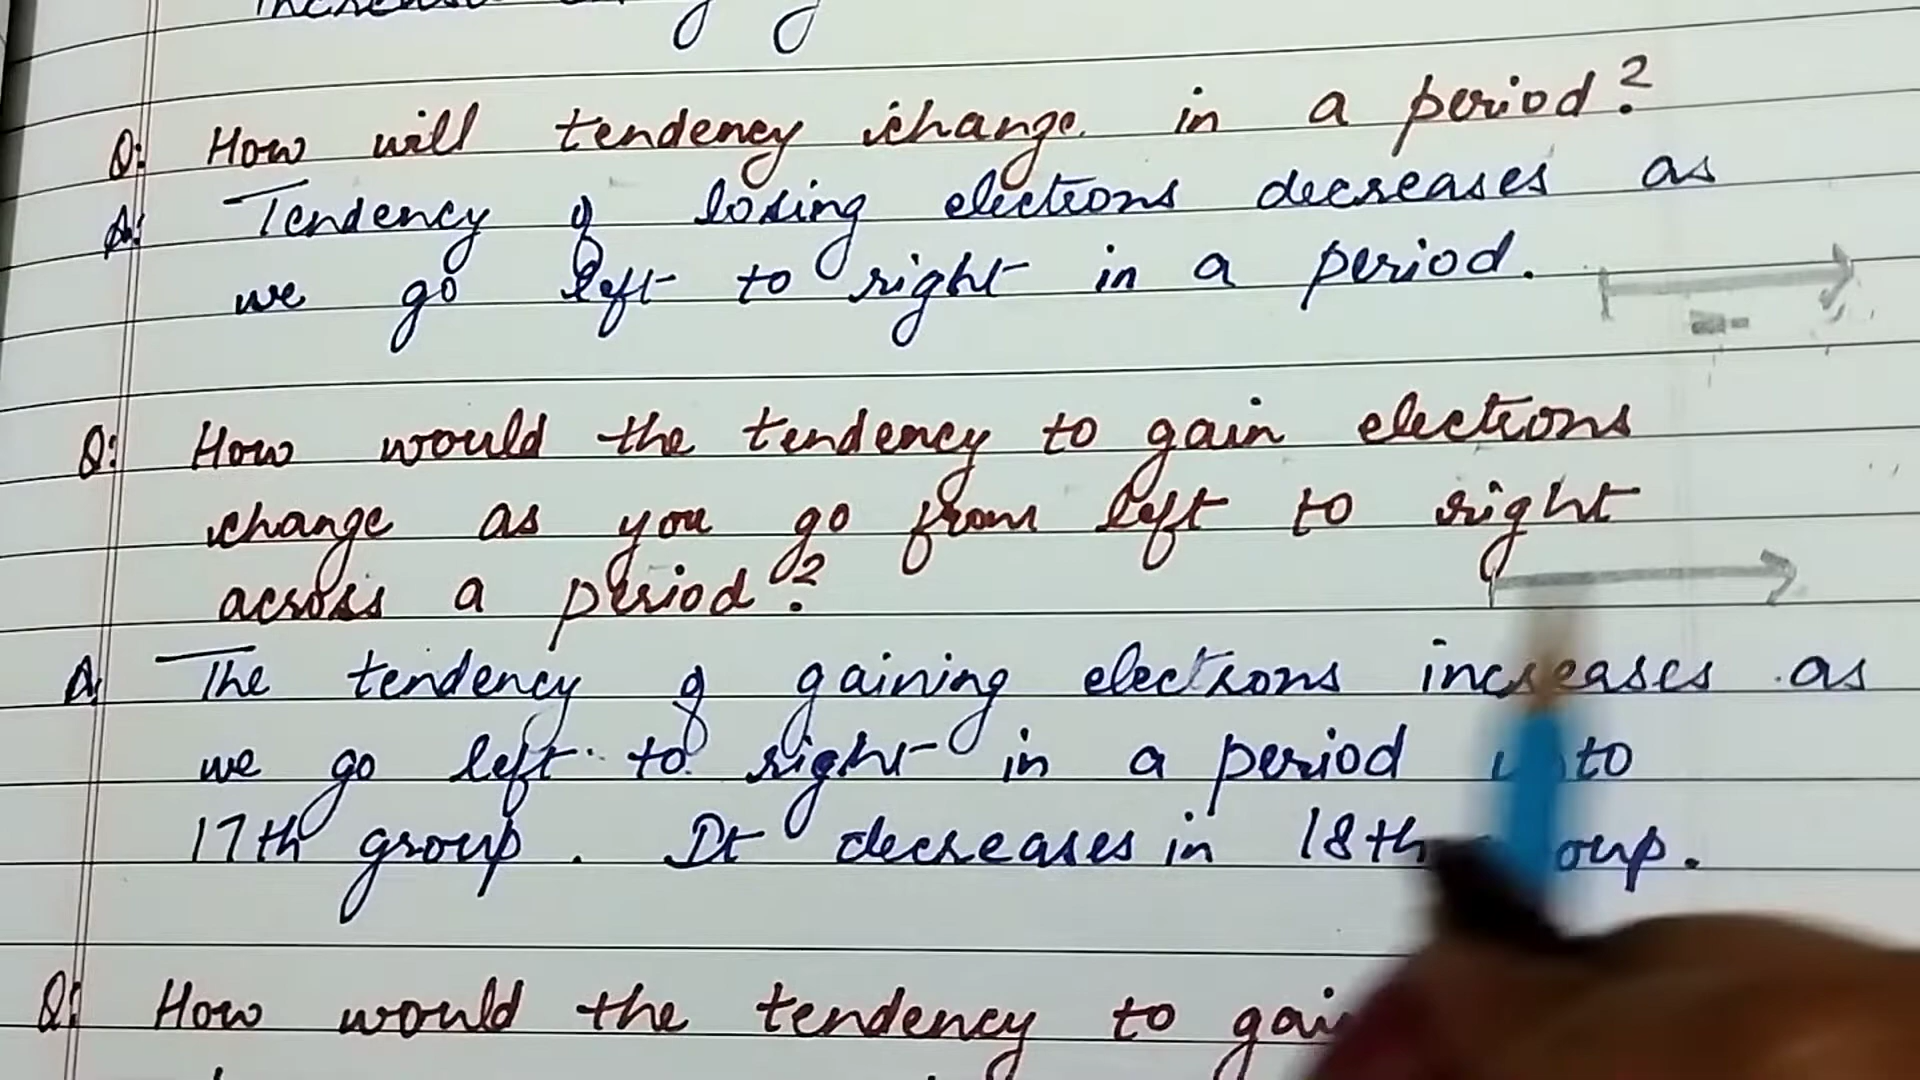 Q: How will tendency change in a period?
A: Tendency of losing electrons decreases as
we go left to right in a period.
Q: How would the tendency to gain electrons
change as you go from left to right
across a period?
A The tendency of gaining electrons increases as
we go left to right in a period to
17th group. It decreases in 18th
Q: How would the tendency to